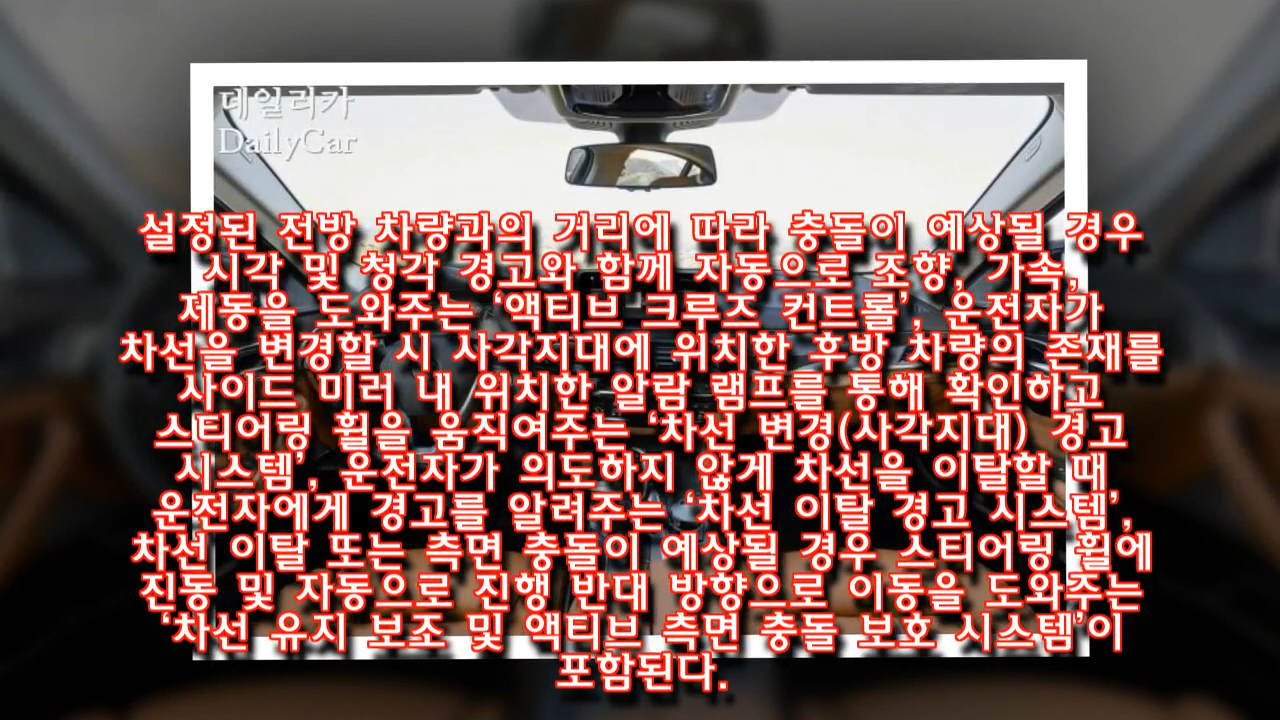 데일리카
DailyCar
설정된 전방 차량과의 거리에 따라 충돌이 예상될 경우
시각 및 청각 경고와 함께 자동으로 조향, 가속,
제동을 도와주는 ‘액티브 크루즈 컨트롤’, 운전자가
차선을 변경할 시 사각지대에 위치한 후방 차량의 존재를
사이드 미러 내 위치한 알람 램프를 통해 확인하고
스티어링 휠을 움직여주는 ‘차선 변경(사각지대) 경고
시스템’, 운전자가 의도하지 않게 차선을 이탈할 때
운전자에게 경고를 알려주는 ‘차선 이탈 경고 시스템’,
차선 이탈 또는 측면 충돌이 예상될 경우 스티어링 휠에
진동 및 자동으로 진행 반대 방향으로 이동을 도와주는
‘차선 유지 보조 및 액티브 측면 충돌 보호 시스템’이
포함된다.